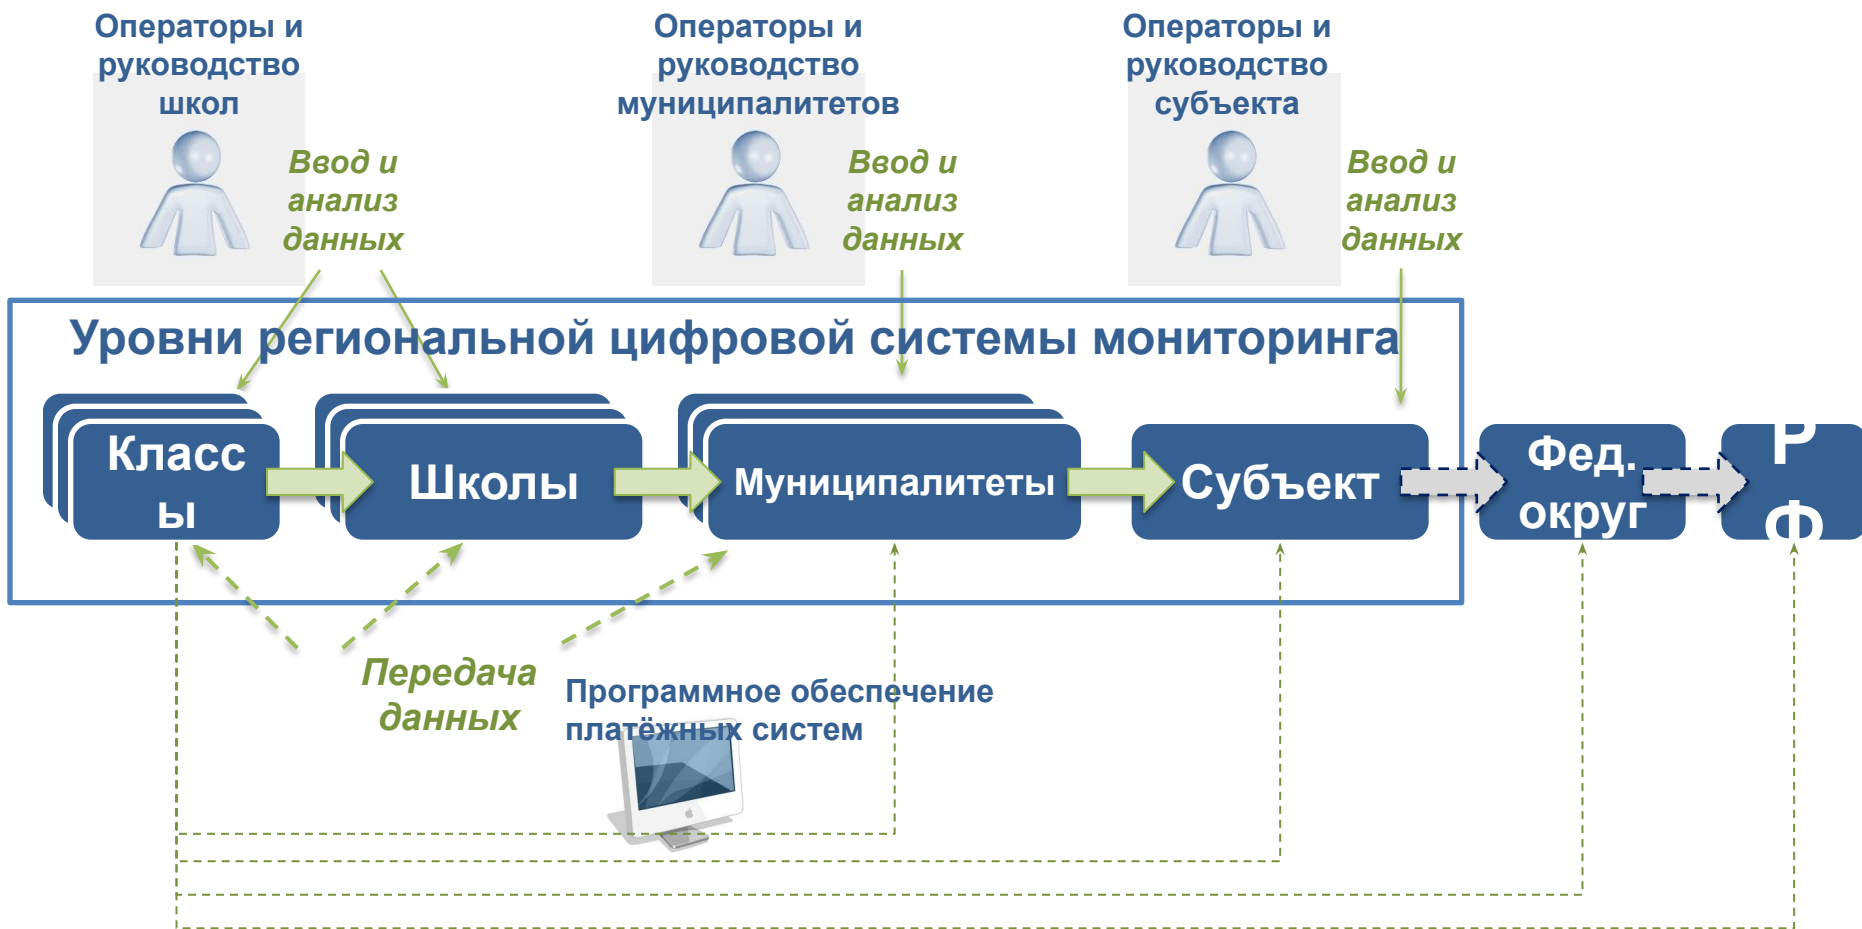 Операторы и
руководство
школ
Операторы и
руководство
муниципалитетов
Операторы и
руководство
субъекта
Ввод и
анализ
данных
Ввод и
анализ
данных
Ввод и
анализ
данных
Уровни региональной цифровой системы мониторинга
Класс
ы
Школы
Муниципалитеты
Субъект
Фед.
округ
Р
Ф
Передача
данных
Программное обеспечение
платёжных систем